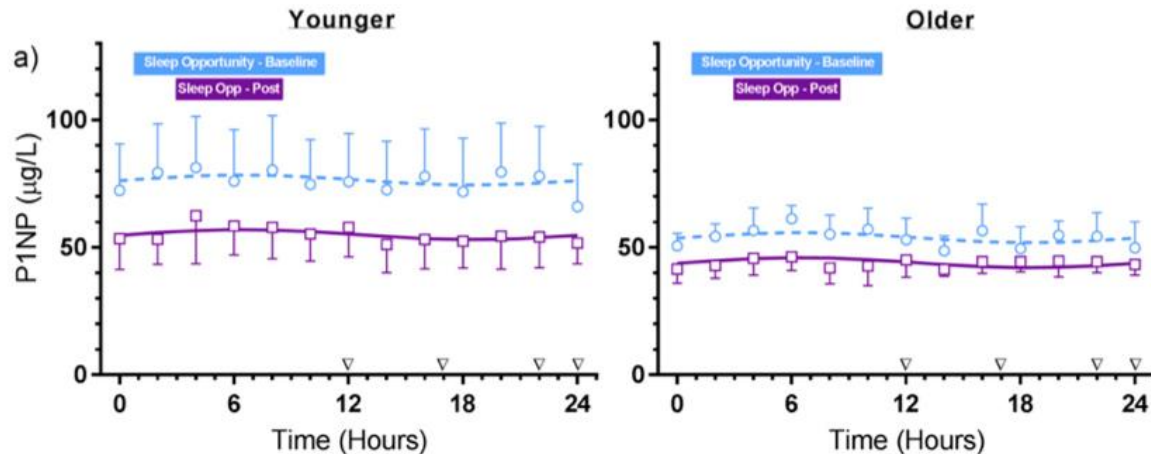 Younger
Older
a)
Sleep Opportunity - Baseline
Sleep Opp - Post
Sleep Opportunity - Baseline
Sleep Opp - Post
P1NP (µg/L)
100
50
0
100
50
0
0 6 12 18 24
0 6 12 18 24
Time (Hours)
Time (Hours)